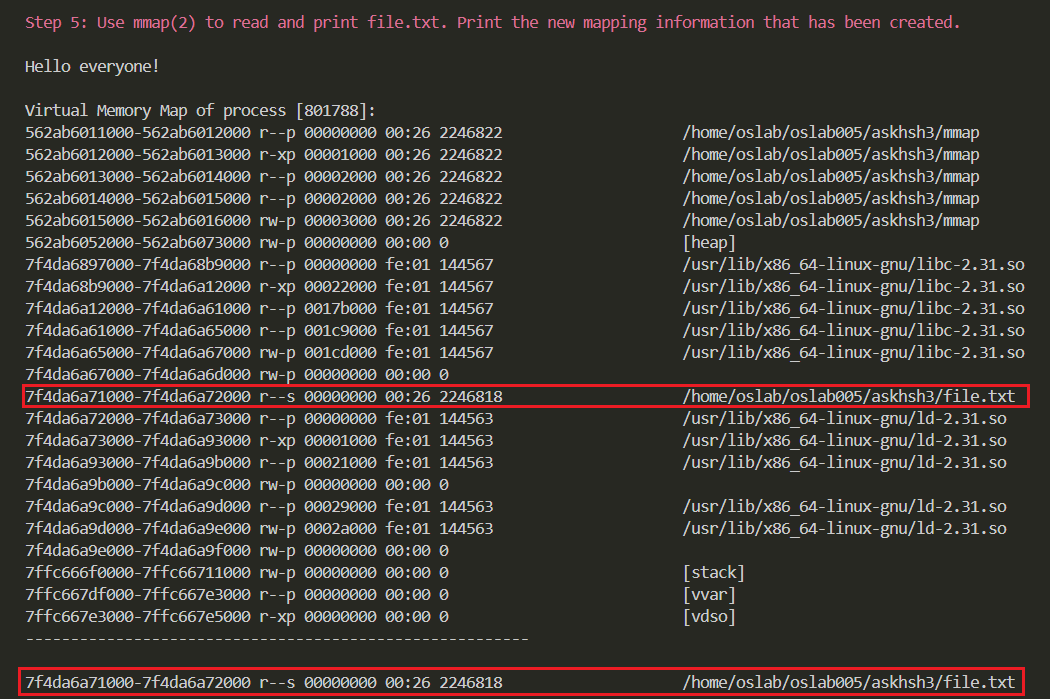 Step 5: Use mmap(2) to read and print file.txt. Print the new mapping information that has been created.
Hello everyone!
Virtual Memory Map of process [801788]:
562ab6011000-562ab6012000 r--p 00000000 00:26 2246822 /home/oslab/oslab005/askhsh3/mmap
562ab6012000-562ab6013000 r-xp 00001000 00:26 2246822 /home/oslab/oslab005/askhsh3/mmap
562ab6013000-562ab6014000 r--p 00002000 00:26 2246822 /home/oslab/oslab005/askhsh3/mmap
562ab6014000-562ab6015000 r--p 00002000 00:26 2246822 /home/oslab/oslab005/askhsh3/mmap
562ab6015000-562ab6016000 rw-p 00003000 00:26 2246822 /home/oslab/oslab005/askhsh3/mmap
562ab6052000-562ab6073000 rw-p 00000000 00:00 0 [heap]
7f4da6897000-7f4da68b9000 r--p 00000000 fe:01 144567 /usr/lib/x86_64-linux-gnu/libc-2.31.so
7f4da68b9000-7f4da6a12000 r-xp 00022000 fe:01 144567 /usr/lib/x86_64-linux-gnu/libc-2.31.so
7f4da6a12000-7f4da6a61000 r--p 0017b000 fe:01 144567 /usr/lib/x86_64-linux-gnu/libc-2.31.so
7f4da6a61000-7f4da6a65000 r--p 001c9000 fe:01 144567 /usr/lib/x86_64-linux-gnu/libc-2.31.so
7f4da6a65000-7f4da6a67000 rw-p 001cd000 fe:01 144567 /usr/lib/x86_64-linux-gnu/libc-2.31.so
7f4da6a67000-7f4da6a6d000 rw-p 00000000 00:00 0
7f4da6a71000-7f4da6a72000 r--s 00000000 00:26 2246818 /home/oslab/oslab005/askhsh3/file.txt
7f4da6a72000-7f4da6a73000 r--p 00000000 fe:01 144563 /usr/lib/x86_64-linux-gnu/ld-2.31.so
7f4da6a73000-7f4da6a93000 r-xp 00001000 fe:01 144563 /usr/lib/x86_64-linux-gnu/ld-2.31.so
7f4da6a93000-7f4da6a9b000 r--p 00021000 fe:01 144563 /usr/lib/x86_64-linux-gnu/ld-2.31.so
7f4da6a9b000-7f4da6a9c000 rw-p 00000000 00:00 0
7f4da6a9c000-7f4da6a9d000 r--p 00029000 fe:01 144563 /usr/lib/x86_64-linux-gnu/ld-2.31.so
7f4da6a9d000-7f4da6a9e000 rw-p 0002a000 fe:01 144563 /usr/lib/x86_64-linux-gnu/ld-2.31.so
7f4da6a9e000-7f4da6a9f000 rw-p 00000000 00:00 0
7ffc666f0000-7ffc66711000 rw-p 00000000 00:00 0 [stack]
7ffc667df000-7ffc667e3000 r--p 00000000 00:00 0 [vvar]
7ffc667e3000-7ffc667e5000 r-xp 00000000 00:00 0 [vdso]
--------------------------------------------------------
7f4da6a71000-7f4da6a72000 r--s 00000000 00:26 2246818 /home/oslab/oslab005/askhsh3/file.txt